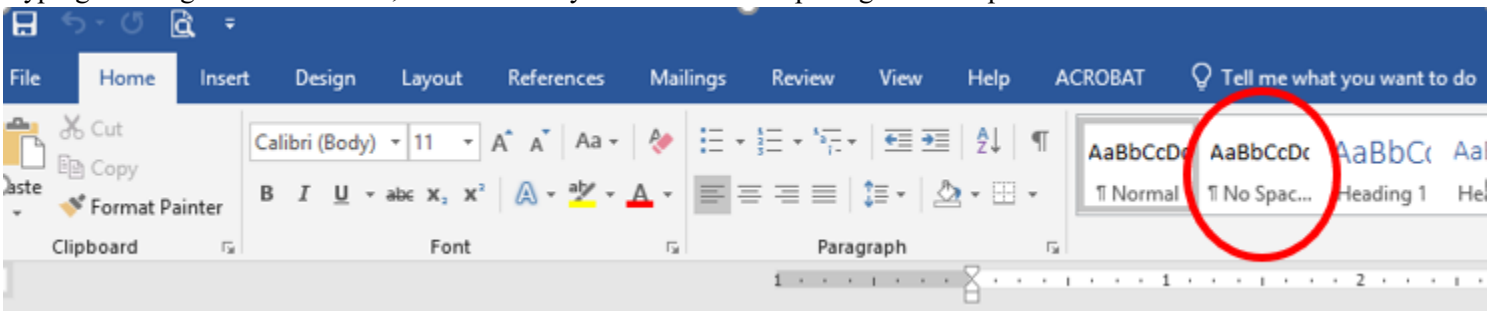 File Home Insert Design Layout References Mailings Review View Help ACROBAT Tell me what you want to do
Cut
Copy
aste
Format Painter
Clipboard
Calibri (Body) 11 A A Aa
B I U abc X₂ X² A ab A
Font
A Z ¶
Paragraph
AaBbCcDc AaBbCcDc AaBbCc Aal
¶ Normal ¶ No Spac... Heading 1 He
1 1 2